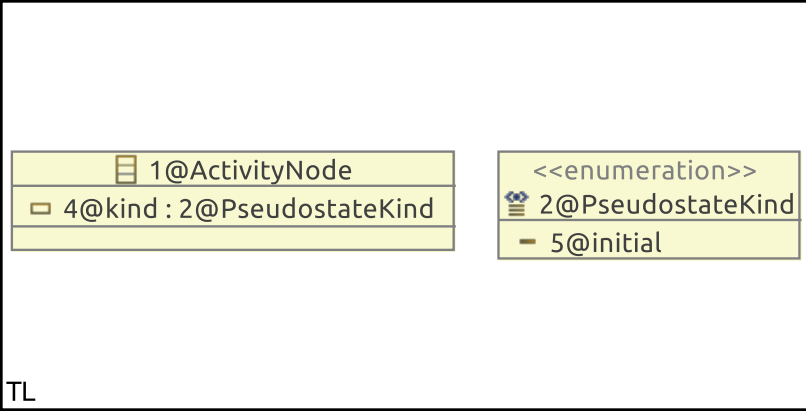 1@ActivityNode
4@kind : 2@PseudostateKind
<<enumeration>>
2@PseudostateKind
5@initial
TL